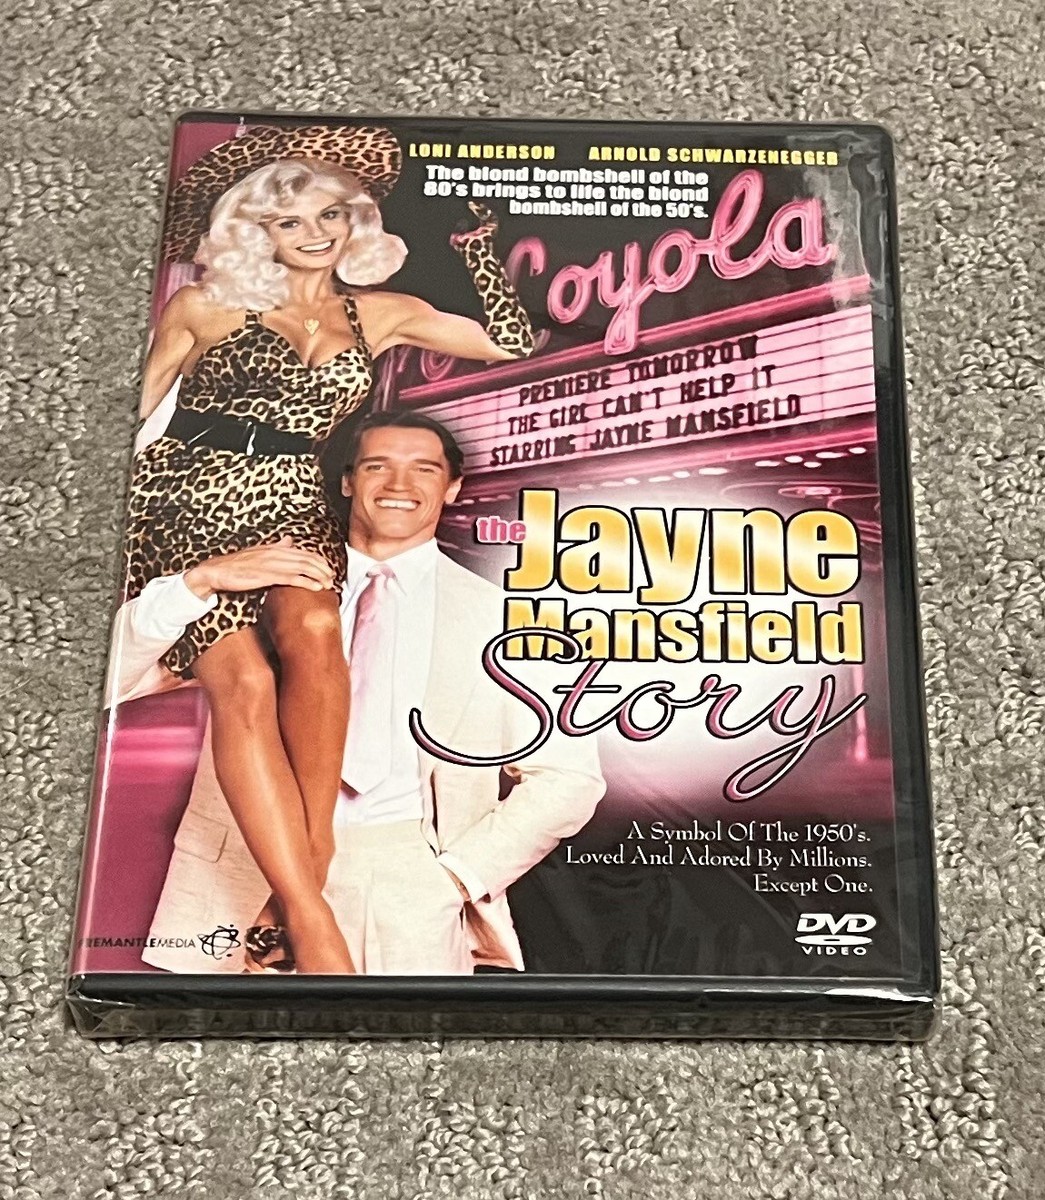 LONI ANDERSON ARNOLD SCHWARZENEGGER
The blond bombshell of the
80's brings to life the blond
bombshell of the 50's.
Loyola
PREMIERE TOMORROW
THE GIRL CAN'T HELP IT
STARRING JAYNE MANSFIELD
the Jayne
Mansfield
Story
A Symbol Of The 1950's.
Loved And Adored By Millions.
Except One.
FREMANTLEMEDIA
DVD
VIDEO